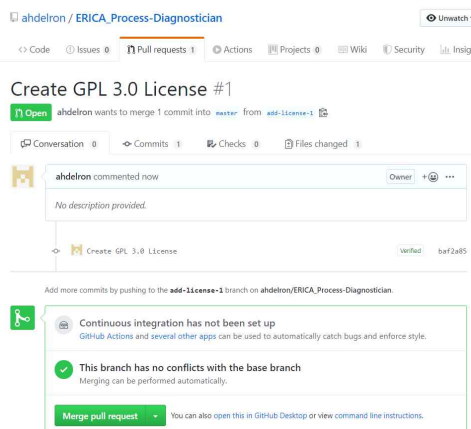 ahdelron / ERICA_Process-Diagnostician
Unwatch
Code Issues 0 Pull requests 1 Actions Projects 0 Wiki Security
Create GPL 3.0 License #1
Open ahdelron wants to merge 1 commit into master from add-license-1
Conversation 0 Commits 1 Checks 0 Files changed 1
ahdelron commented now Owner
No description provided.
Create GPL 3.0 License Verified baf2a85
Add more commits by pushing to the add-license-1 branch on ahdelron/ERICA_Process-Diagnostician.
Continuous integration has not been set up
GitHub Actions and several other apps can be used to automatically catch bugs and enforce style.
This branch has no conflicts with the base branch
Merging can be performed automatically.
Merge pull request You can also open this in GitHub Desktop or view command line instructions.